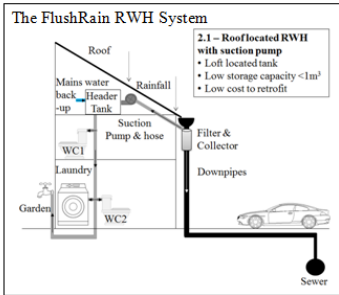 The FlushRain RWH System
2.1 – Roof located RWH
with suction pump
• Loft located tank
• Low storage capacity <1m³
• Low cost to retrofit
Roof
Mains water
back
-up
Header
Tank
Rainfall
Suction
Pump & hose
Filter &
Collector
WC1
Laundry
Downpipes
Garden
WC2
Sewer